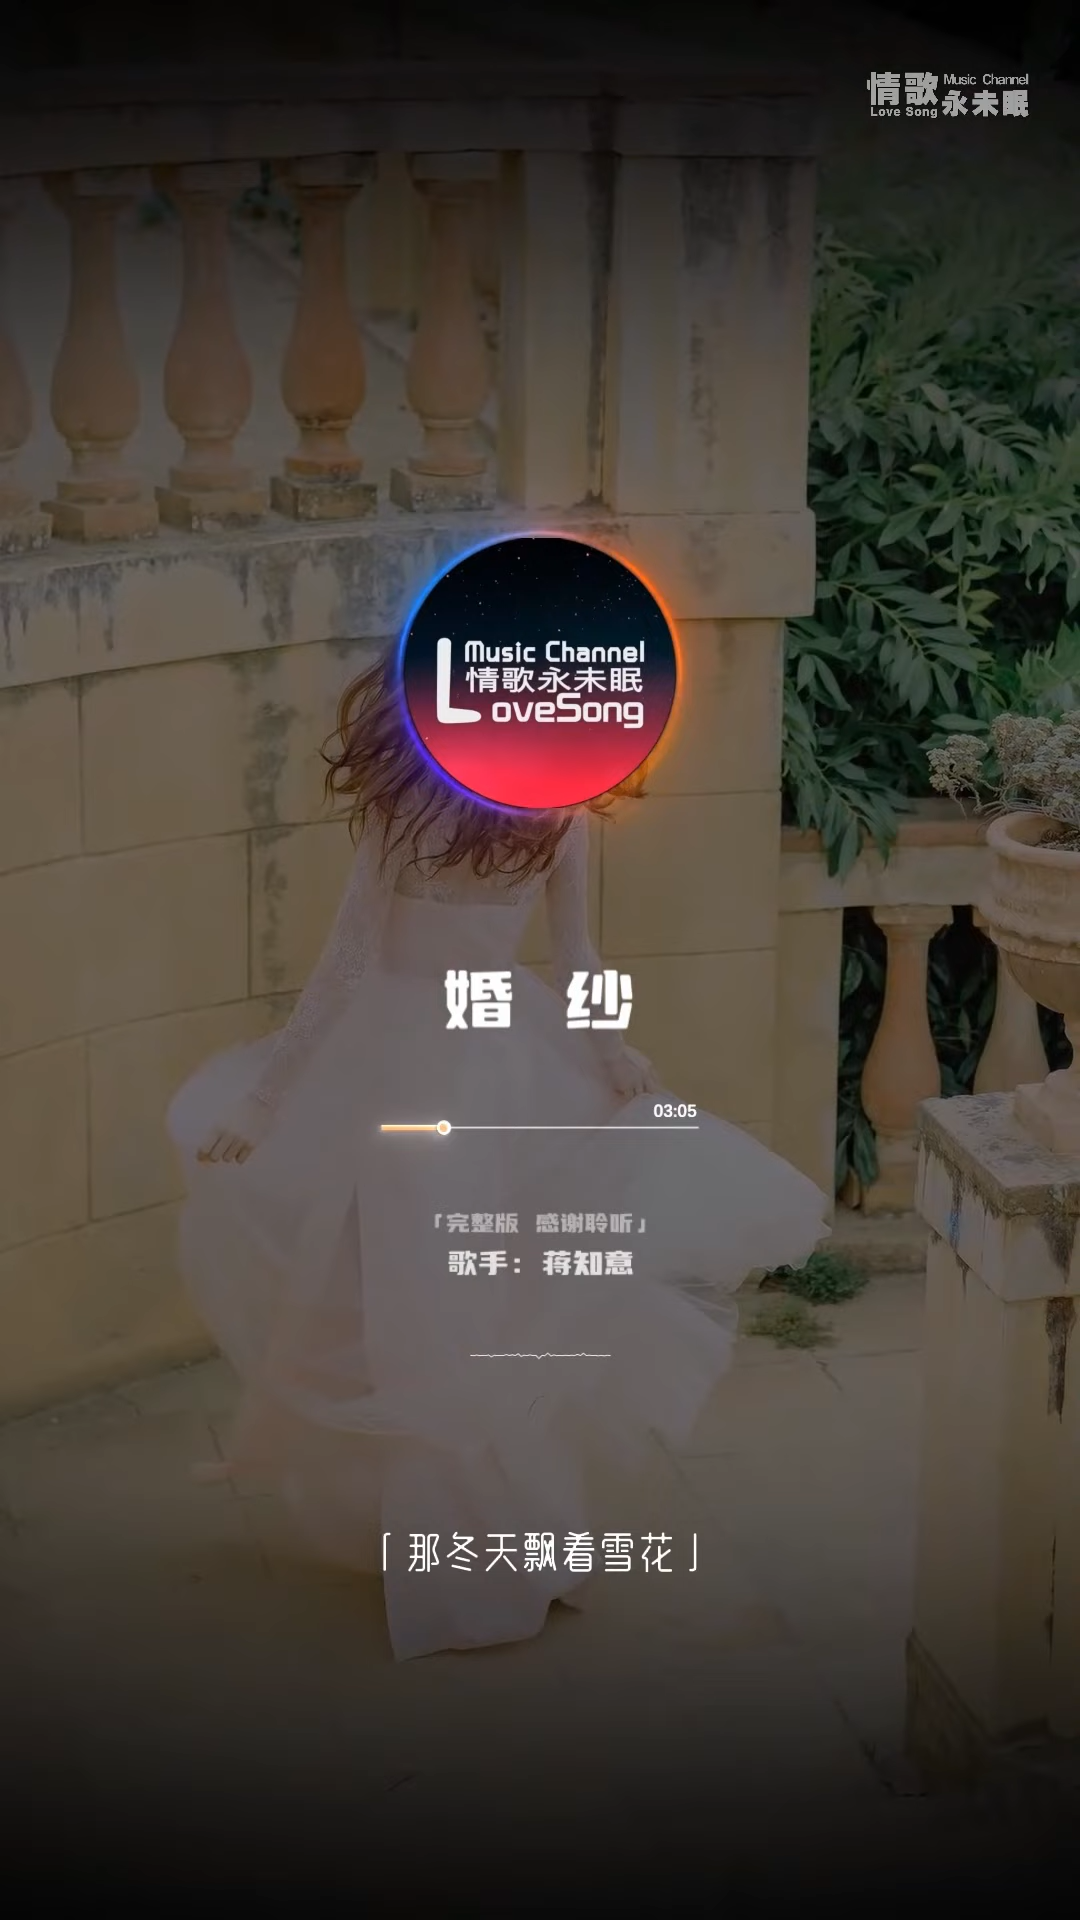 情歌 Music Channel
Love Song 永未眠
Music Channel
情歌永未眠
LoveSong
婚 纱
03:05
「完整版 感谢聆听」
歌手：蒋知意
「那冬天飘着雪花」